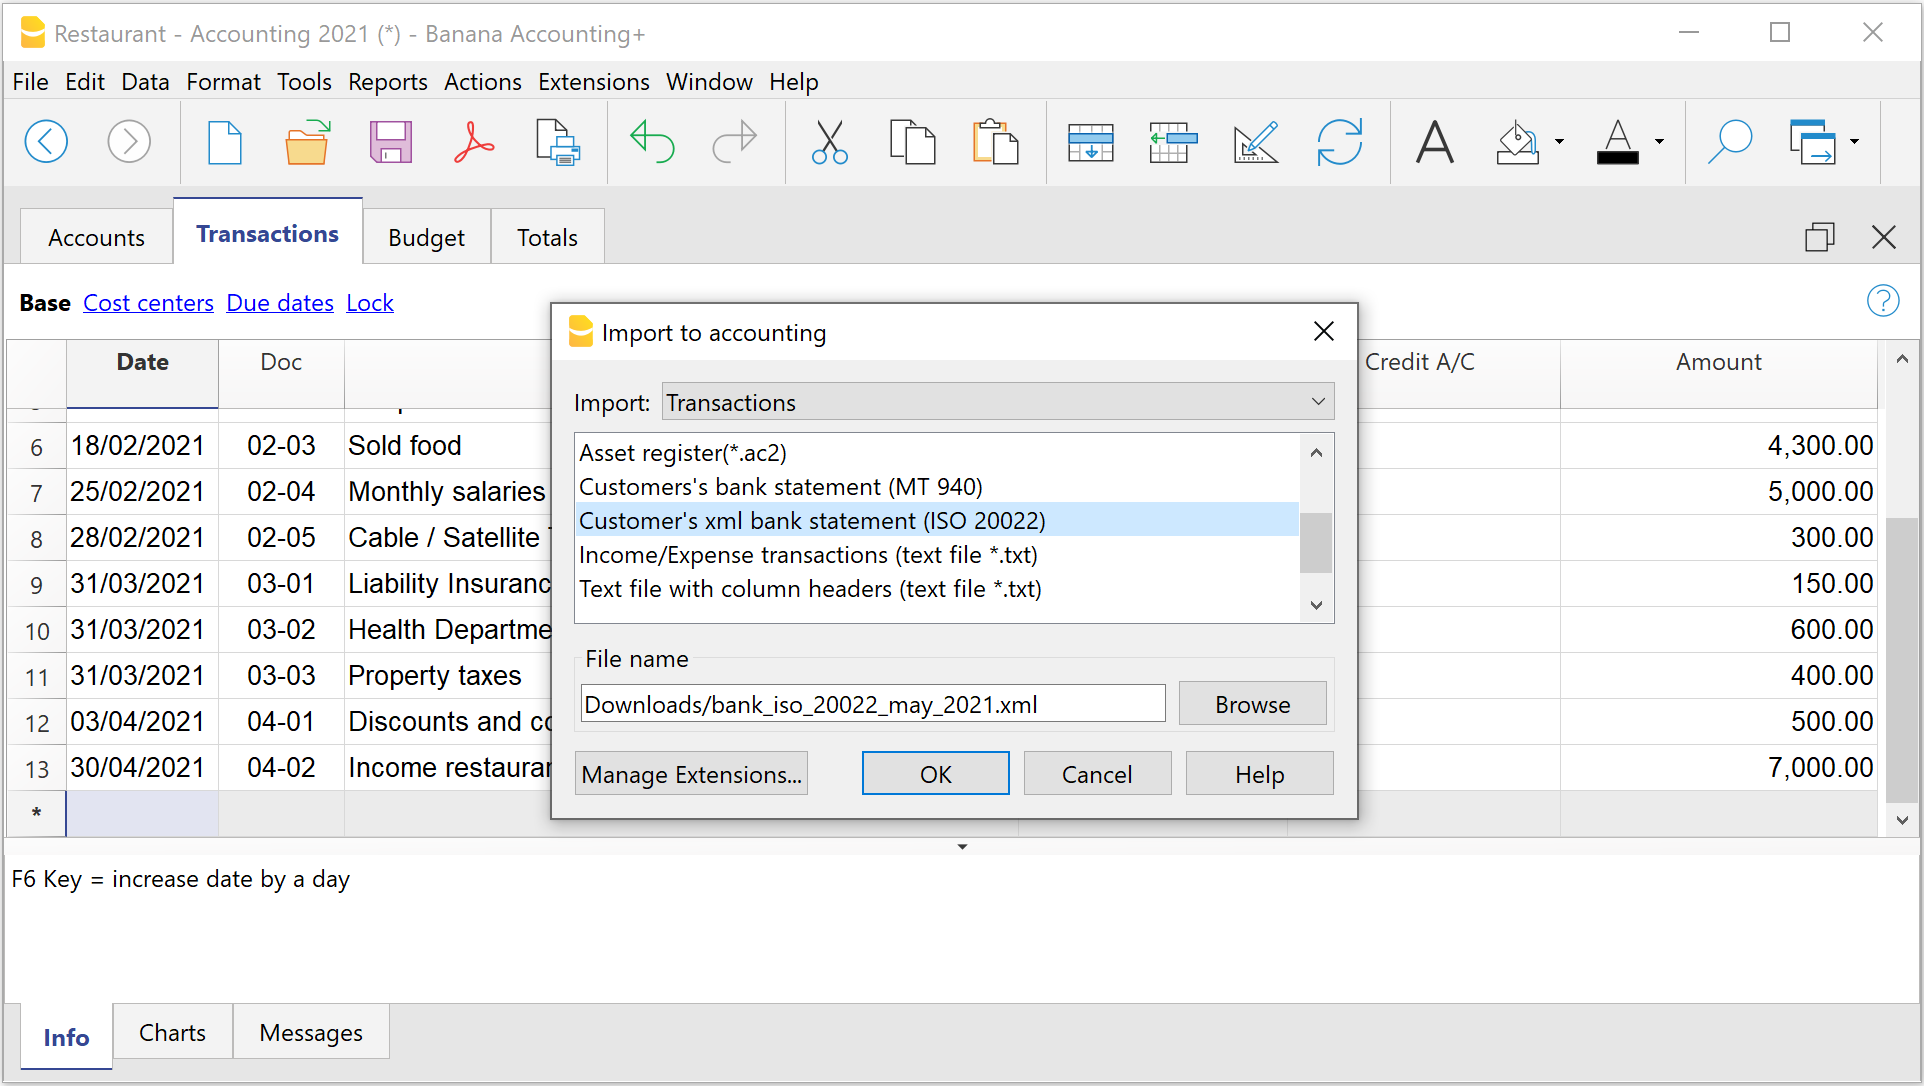 Restaurant - Accounting 2021 (*) - Banana Accounting+
File Edit Data Format Tools Reports Actions Extensions Window Help
Accounts Transactions Budget Totals
Base Cost centers Due dates Lock
Date Doc Credit A/C Amount
6 18/02/2021 02-03 Sold food 4,300.00
7 25/02/2021 02-04 Monthly salaries 5,000.00
8 28/02/2021 02-05 Cable / Satellite 300.00
9 31/03/2021 03-01 Liability Insuranc 150.00
10 31/03/2021 03-02 Health Departme 600.00
11 31/03/2021 03-03 Property taxes 400.00
12 03/04/2021 04-01 Discounts and co 500.00
13 30/04/2021 04-02 Income restaurar 7,000.00
*
Import to accounting
Import: Transactions
Asset register(*.ac2)
Customers's bank statement (MT 940)
Customer's xml bank statement (ISO 20022)
Income/Expense transactions (text file *.txt)
Text file with column headers (text file *.txt)
File name
Downloads/bank_iso_20022_may_2021.xml Browse
Manage Extensions... OK Cancel Help
F6 Key = increase date by a day
Info Charts Messages